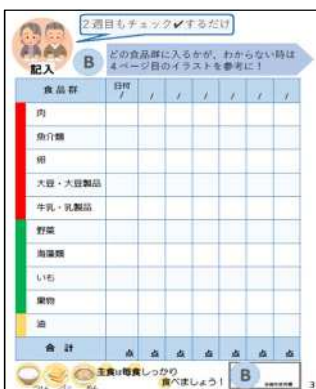 2週目もチェック✔するだけ
記入
B
どの食品群に入るかが、わからない時は
4ページ目のイラストを参考に!
食品群 日付 / / / / / / /
肉
魚介類
卵
大豆・大豆製品
牛乳・乳製品
野菜
海藻類
いも
果物
油
合計 点 点 点 点 点 点 点
主食は毎食しっかり
食べましょう!
B
3